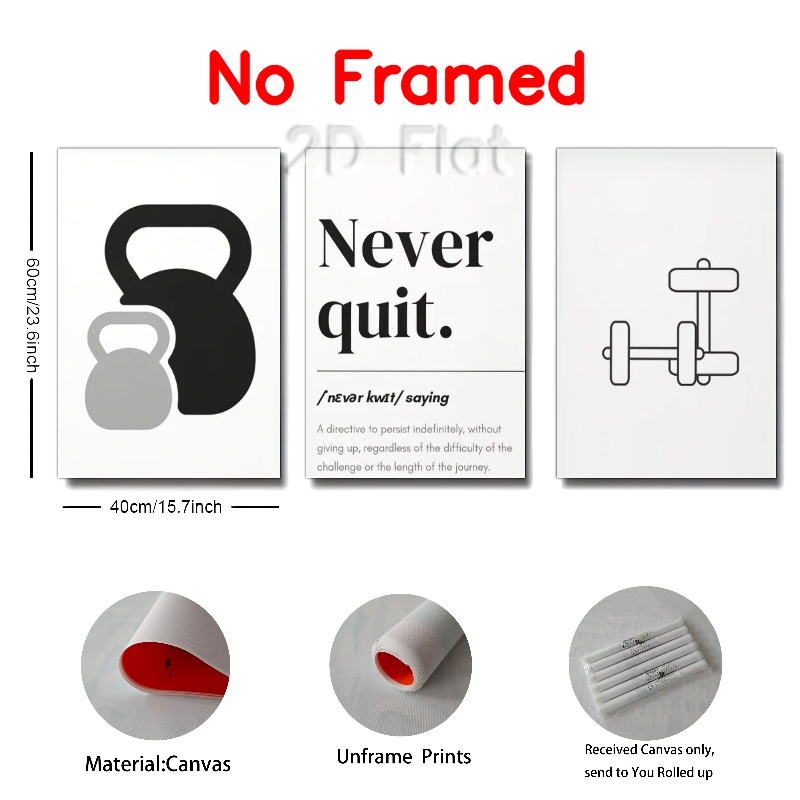 No Framed
2D Flat
60cm/23.6inch
Never
quit.
/ˈnɛvər kwɪt/ saying
A directive to persist indefinitely, without
giving up, regardless of the difficulty of the
challenge or the length of the journey.
40cm/15.7inch
Material:Canvas
Unframe Prints
Received Canvas only,
send to You Rolled up